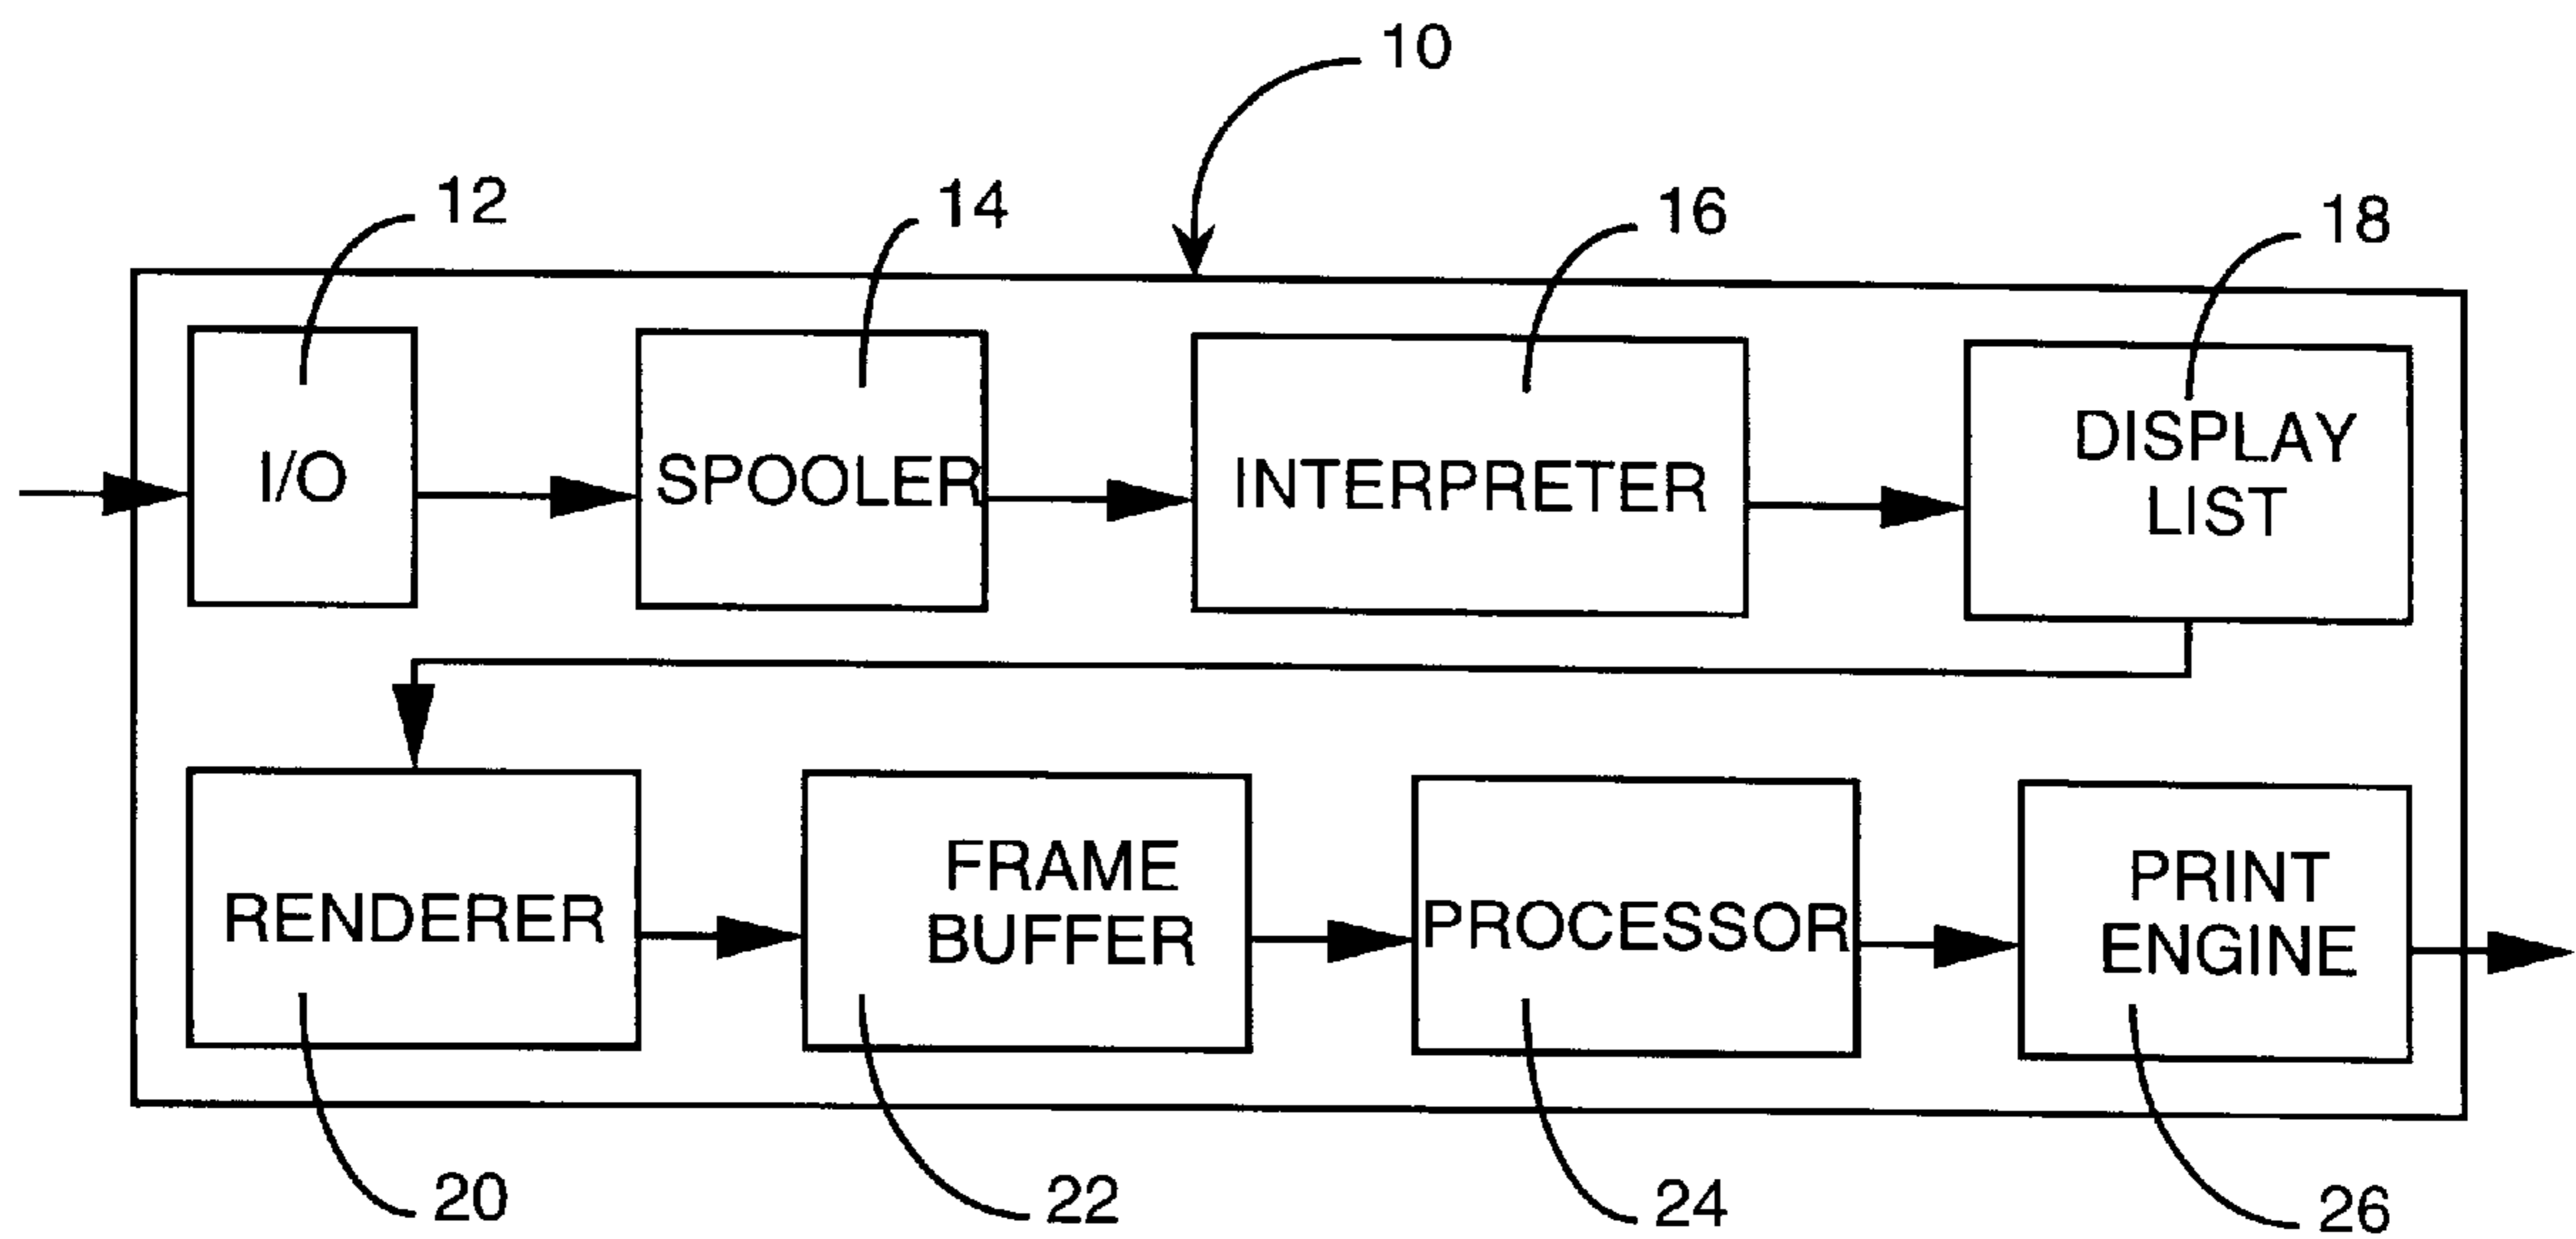 10
12
14
16
18
I/O
SPOOLER
INTERPRETER
DISPLAY
LIST
RENDERER
FRAME
BUFFER
PROCESSOR
PRINT
ENGINE
20
22
24
26